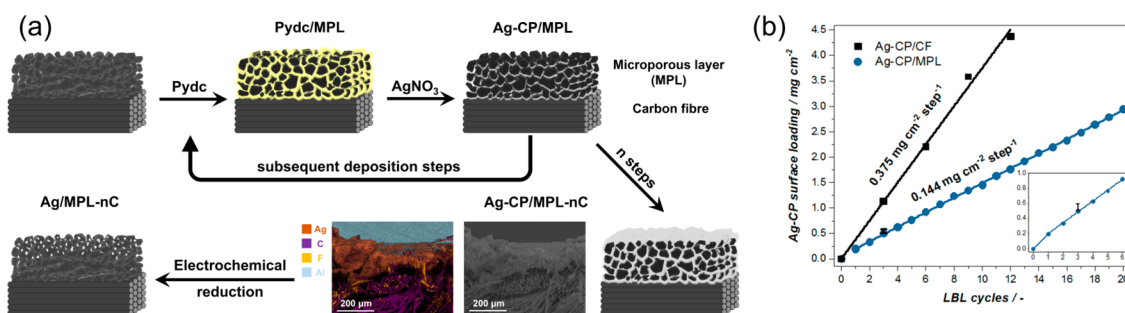 (a)
Pydc/MPL
Ag-CP/MPL
Pydc
AgNO₃
Microporous layer
(MPL)
Carbon fibre
subsequent deposition steps
n steps
Ag/MPL-nC
Ag-CP/MPL-nC
Electrochemical
reduction
Ag
C
F
Al
200 µm
200 µm
(b)
Ag-CP surface loading / mg cm⁻²
4.5
4.0
3.5
3.0
2.5
2.0
1.5
1.0
0.5
0.0
Ag-CP/CF
Ag-CP/MPL
0.375 mg cm⁻² step⁻¹
0.144 mg cm⁻² step⁻¹
1.0
0.8
0.6
0.4
0.2
0.0
0 1 2 3 4 5 6
0 2 4 6 8 10 12 14 16 18 20
LBL cycles / -